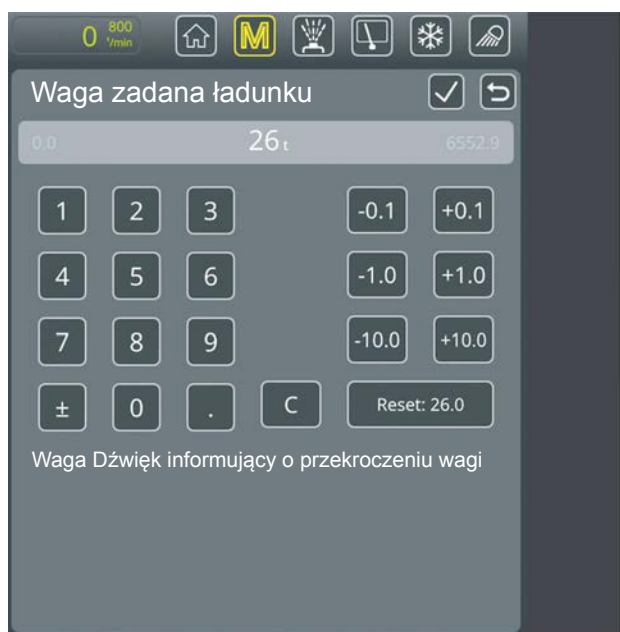 0 800 1/min M
Waga zadana ładunku
0.0 26 t 6552.9
1 2 3 -0.1 +0.1
4 5 6 -1.0 +1.0
7 8 9 -10.0 +10.0
± 0 . C Reset: 26.0
Waga Dźwięk informujący o przekroczeniu wagi